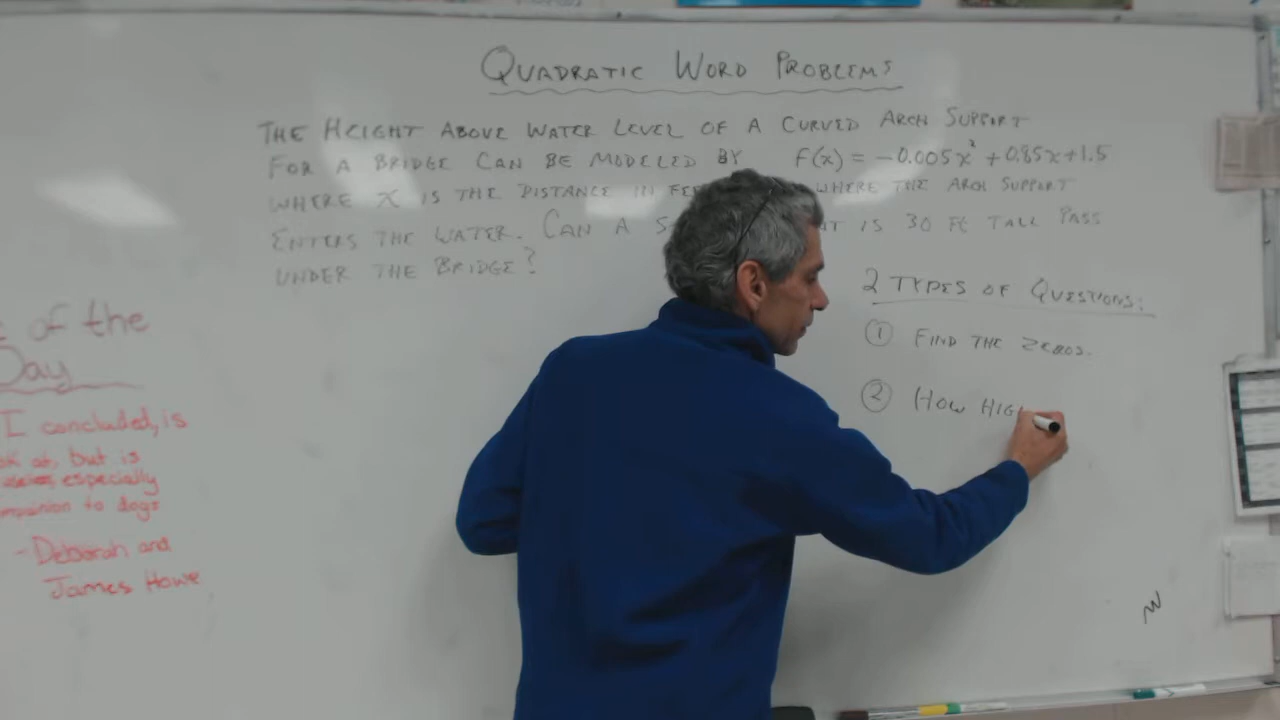 QUADRATIC WORD PROBLEMS
THE HEIGHT ABOVE WATER LEVEL OF A CURVED ARCH SUPPORT
FOR A BRIDGE CAN BE MODELED BY f(x) = -0.005x² + 0.85x + 1.5
WHERE X IS THE DISTANCE IN WHERE THE ARCH SUPPORT
ENTERS THE WATER. CAN A IS 30 FT TALL PASS
UNDER THE BRIDGE?
2 TYPES OF QUESTIONS:
① FIND THE ZEROS.
② HOW HIG
of the
Day
I concluded, is
at, but is
especially
to dogs
- Deborah and
James Howe